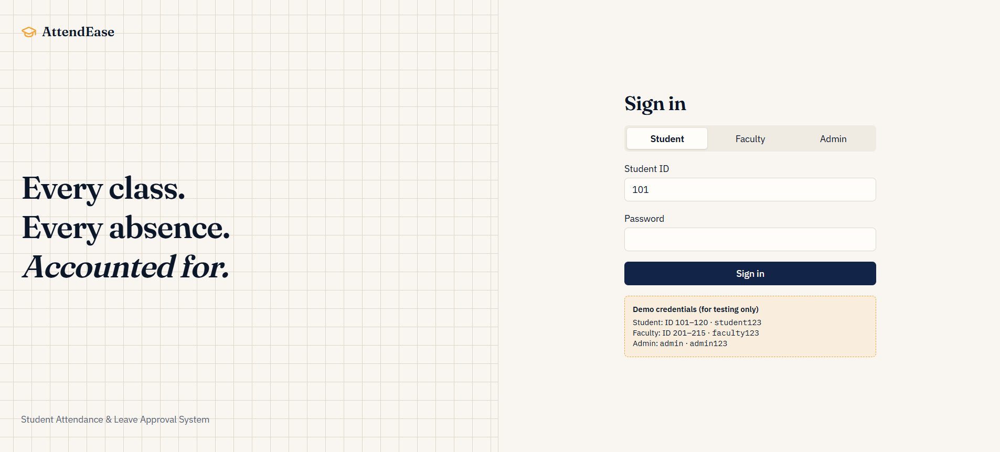 AttendEase
Every class.
Every absence.
Accounted for.
Student Attendance & Leave Approval System
Sign in
Student Faculty Admin
Student ID
101
Password
Sign in
Demo credentials (for testing only)
Student: ID 101–120 · student123
Faculty: ID 201–215 · faculty123
Admin: admin · admin123